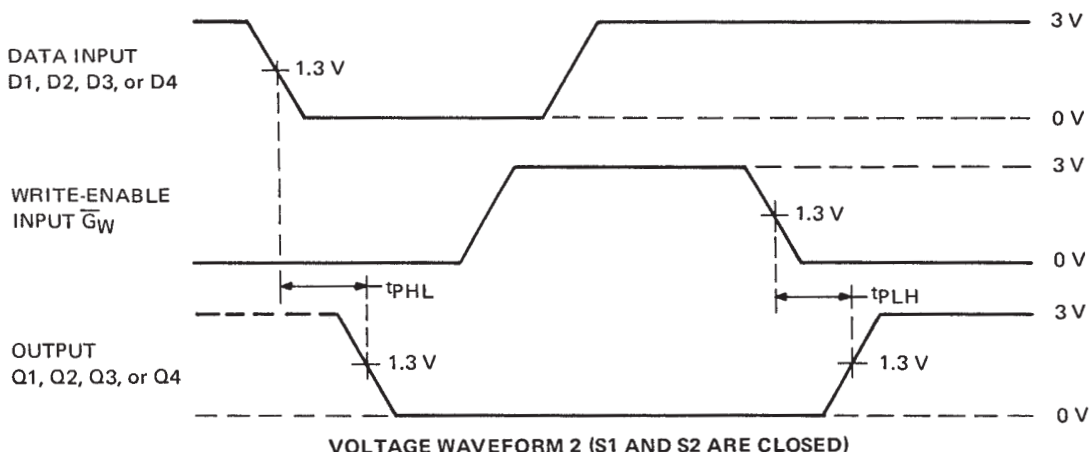 3 V
DATA INPUT
D1, D2, D3, or D4
1.3 V
0 V
3 V
WRITE-ENABLE
INPUT G̅W
1.3 V
0 V
tPHL
tPLH
3 V
OUTPUT
Q1, Q2, Q3, or Q4
1.3 V
1.3 V
0 V
VOLTAGE WAVEFORM 2 (S1 AND S2 ARE CLOSED)